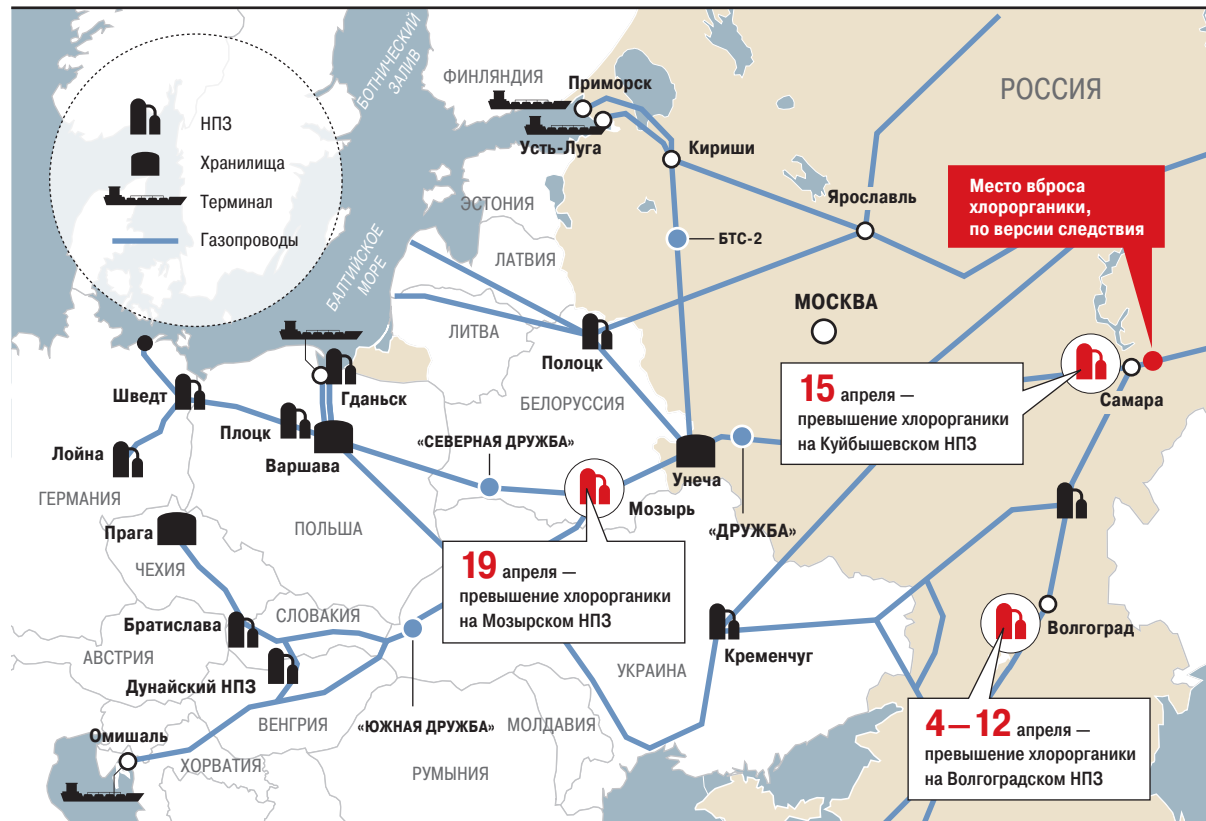 НПЗ
Хранилища
Терминал
Газопроводы
БОТНИЧЕСКИЙ
ЗАЛИВ
ФИНЛЯНДИЯ
Приморск
Усть-Луга
Кириши
РОССИЯ
Ярославль
Место вброса
хлорорганики,
по версии следствия
ЭСТОНИЯ
БТС-2
ЛАТВИЯ
БАЛТИЙСКОЕ
МОРЕ
МОСКВА
ЛИТВА
Полоцк
15 апреля —
превышение хлорорганики
на Куйбышевском НПЗ
Самара
Шведт
Гданьск
БЕЛОРУССИЯ
Плоцк
Варшава
«СЕВЕРНАЯ ДРУЖБА»
Лойна
Унеча
ГЕРМАНИЯ
Мозырь
ПОЛЬША
«ДРУЖБА»
Прага
19 апреля —
превышение хлорорганики
на Мозырском НПЗ
ЧЕХИЯ
СЛОВАКИЯ
Братислава
Волгоград
АВСТРИЯ
Кременчуг
УКРАИНА
Дунайский НПЗ
ВЕНГРИЯ
«ЮЖНАЯ ДРУЖБА»
МОЛДАВИЯ
4—12 апреля —
превышение хлорорганики
на Волгоградском НПЗ
Омишаль
ХОРВАТИЯ
РУМЫНИЯ